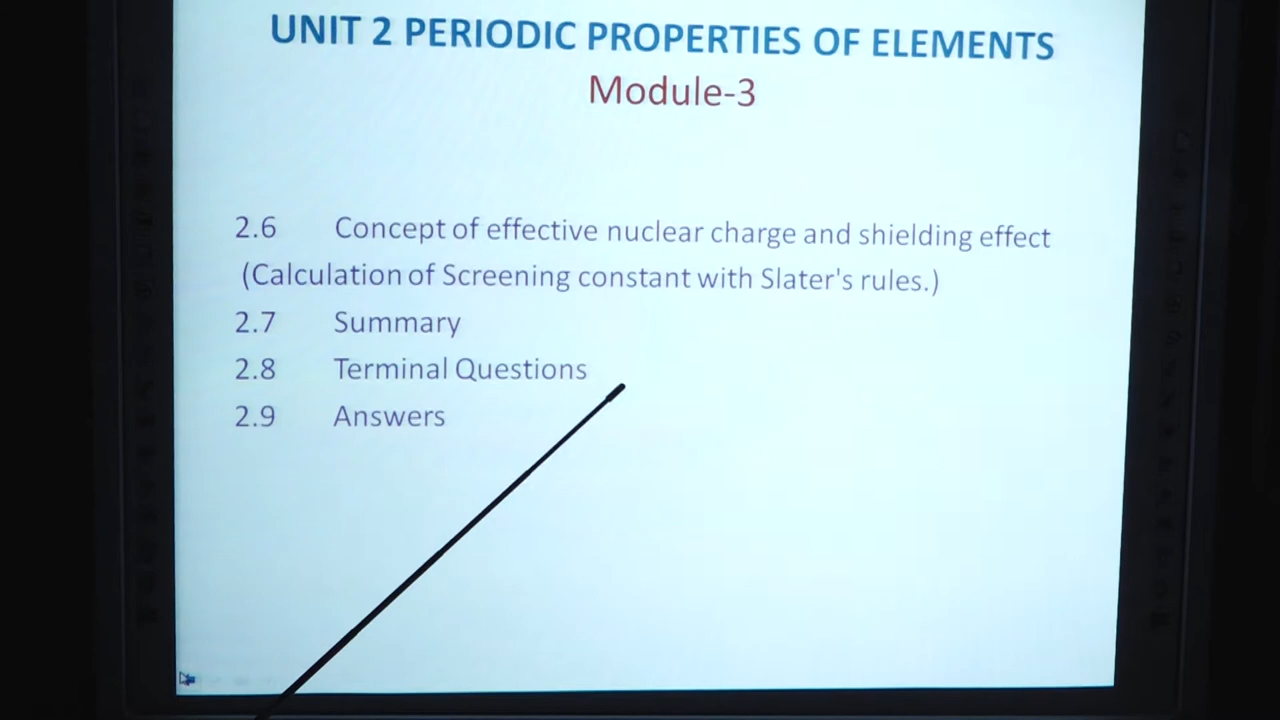 UNIT 2 PERIODIC PROPERTIES OF ELEMENTS
Module-3
2.6 Concept of effective nuclear charge and shielding effect
(Calculation of Screening constant with Slater's rules.)
2.7 Summary
2.8 Terminal Questions
2.9 Answers